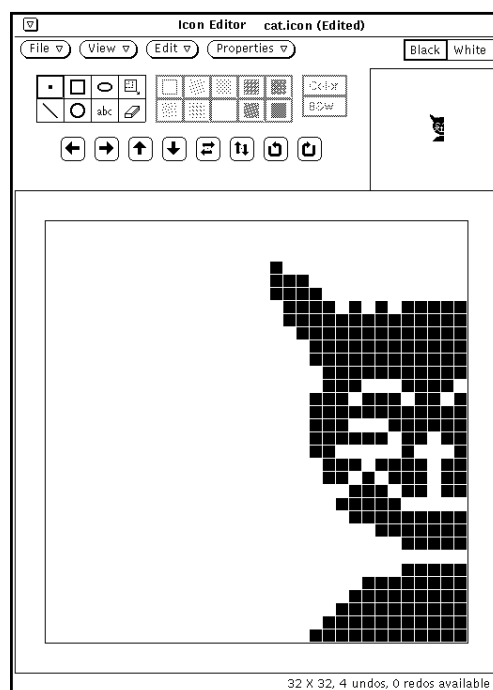 Icon Editor cat.icon (Edited)
File View Edit Properties Black White
Color
abc B&W
32 X 32, 4 undos, 0 redos available